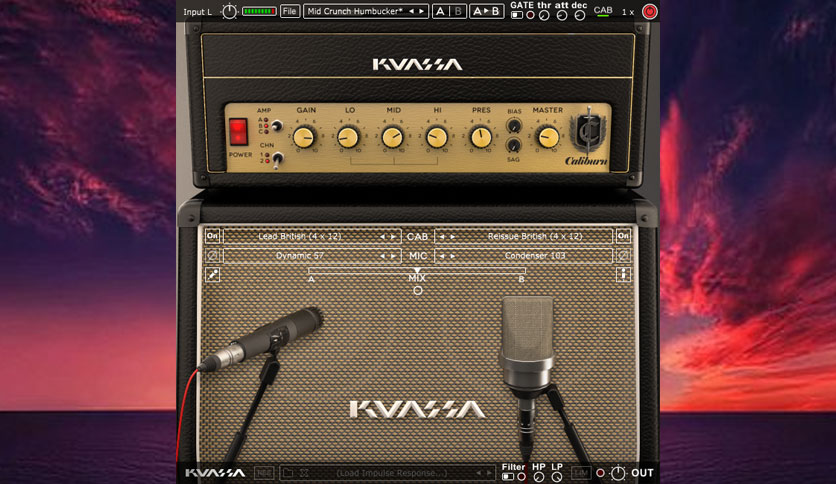 Input L File Mid Crunch Humbucker* A B A▸B GATE thr att dec CAB 1 x
KVASSA
AMP GAIN LO MID HI PRES BIAS MASTER
A
B
C
POWER
CHN
1
2
SAG
Caliburn
On Lead British (4 x 12) CAB Reissue British (4 x 12) On
Dynamic 57 MIC Condenser 103
A MIX B
KVASSA
KVASSA (Load Impulse Response...) Filter HP LP OUT